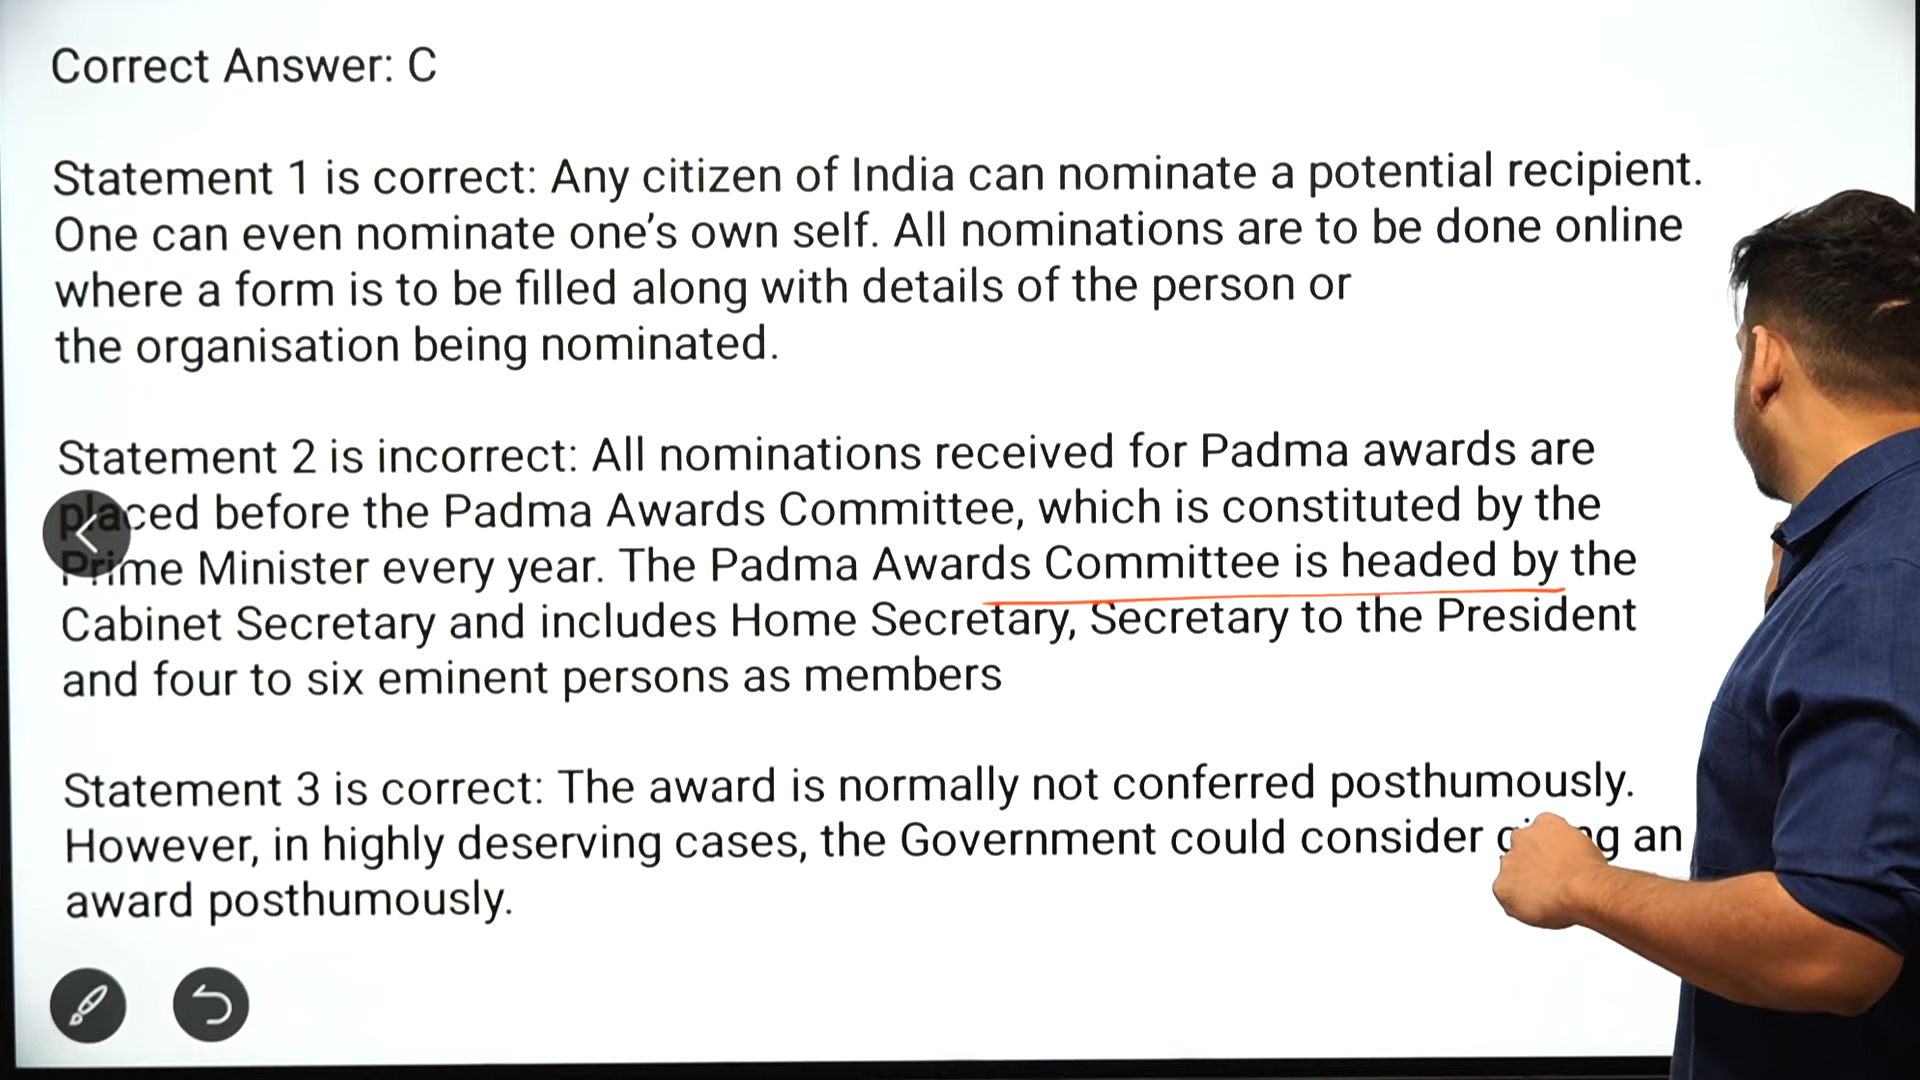 Correct Answer: C
Statement 1 is correct: Any citizen of India can nominate a potential recipient.
One can even nominate one's own self. All nominations are to be done online
where a form is to be filled along with details of the person or
the organisation being nominated.
Statement 2 is incorrect: All nominations received for Padma awards are
placed before the Padma Awards Committee, which is constituted by the
Prime Minister every year. The Padma Awards Committee is headed by the
Cabinet Secretary and includes Home Secretary, Secretary to the President
and four to six eminent persons as members
Statement 3 is correct: The award is normally not conferred posthumously.
However, in highly deserving cases, the Government could consider an
award posthumously.